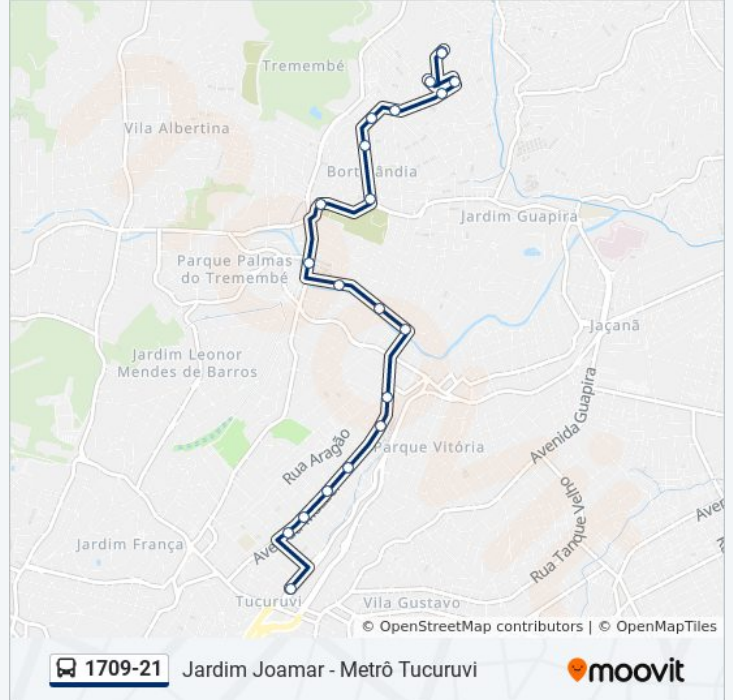 Tremembé
Vila Albertina
Bortolândia
Jardim Guapira
Parque Palmas
do Tremembé
Jaçanã
Jardim Leonor
Mendes de Barros
Avenida Guapira
Rua Aragão
Parque Vitória
Rua Tanque Velho
Aver
Jardim França
Tucuruvi
Vila Gustavo
© OpenStreetMap contributors | © OpenMapTiles
1709-21 Jardim Joamar - Metrô Tucuruvi
moovit